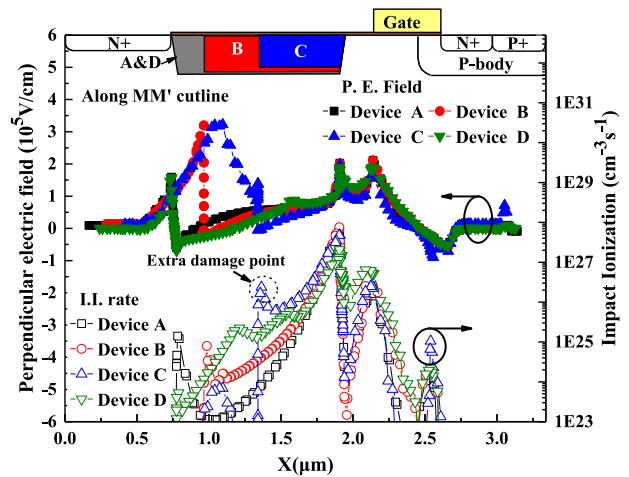 Gate
N+
A&D
B
C
N+
P+
P-body
Along MM' cutline
P. E. Field
Device A
Device B
Device C
Device D
Extra damage point
I.I. rate
Device A
Device B
Device C
Device D
Perpendicular electric field (10⁵V/cm)
6
5
4
3
2
1
0
-1
-2
-3
-4
-5
-6
0.0
0.5
1.0
1.5
2.0
2.5
3.0
X(μm)
1E31
1E29
1E27
1E25
1E23
Impact Ionization (cm⁻³s⁻¹)